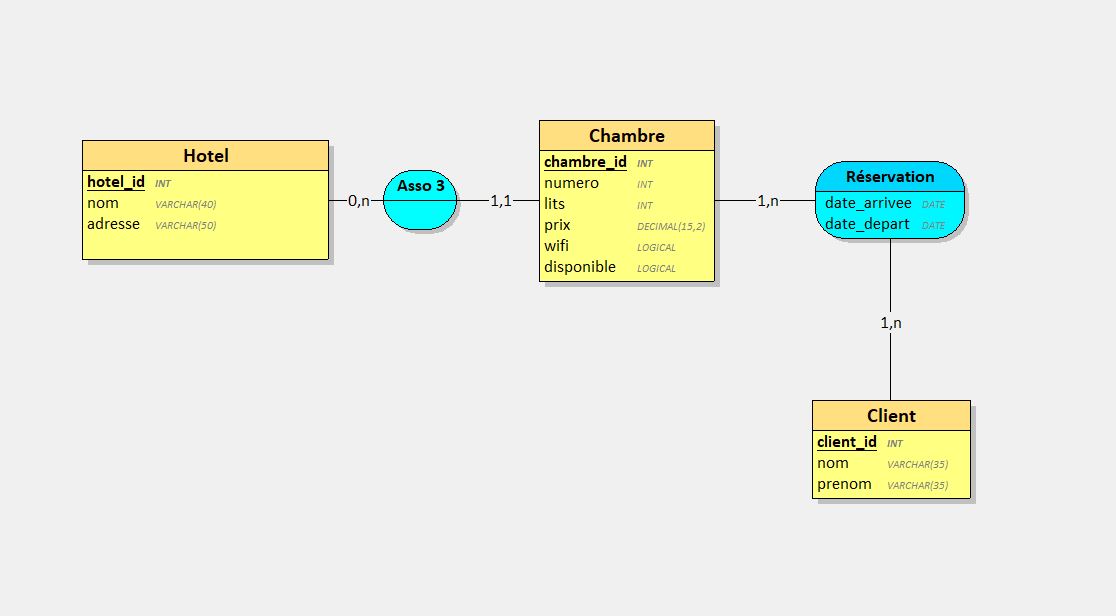 Hotel
hotel_id INT
nom VARCHAR(40)
adresse VARCHAR(50)
0,n
Asso 3
1,1
Chambre
chambre_id INT
numero INT
lits INT
prix DECIMAL(15,2)
wifi LOGICAL
disponible LOGICAL
1,n
Réservation
date_arrivee DATE
date_depart DATE
1,n
Client
client_id INT
nom VARCHAR(35)
prenom VARCHAR(35)